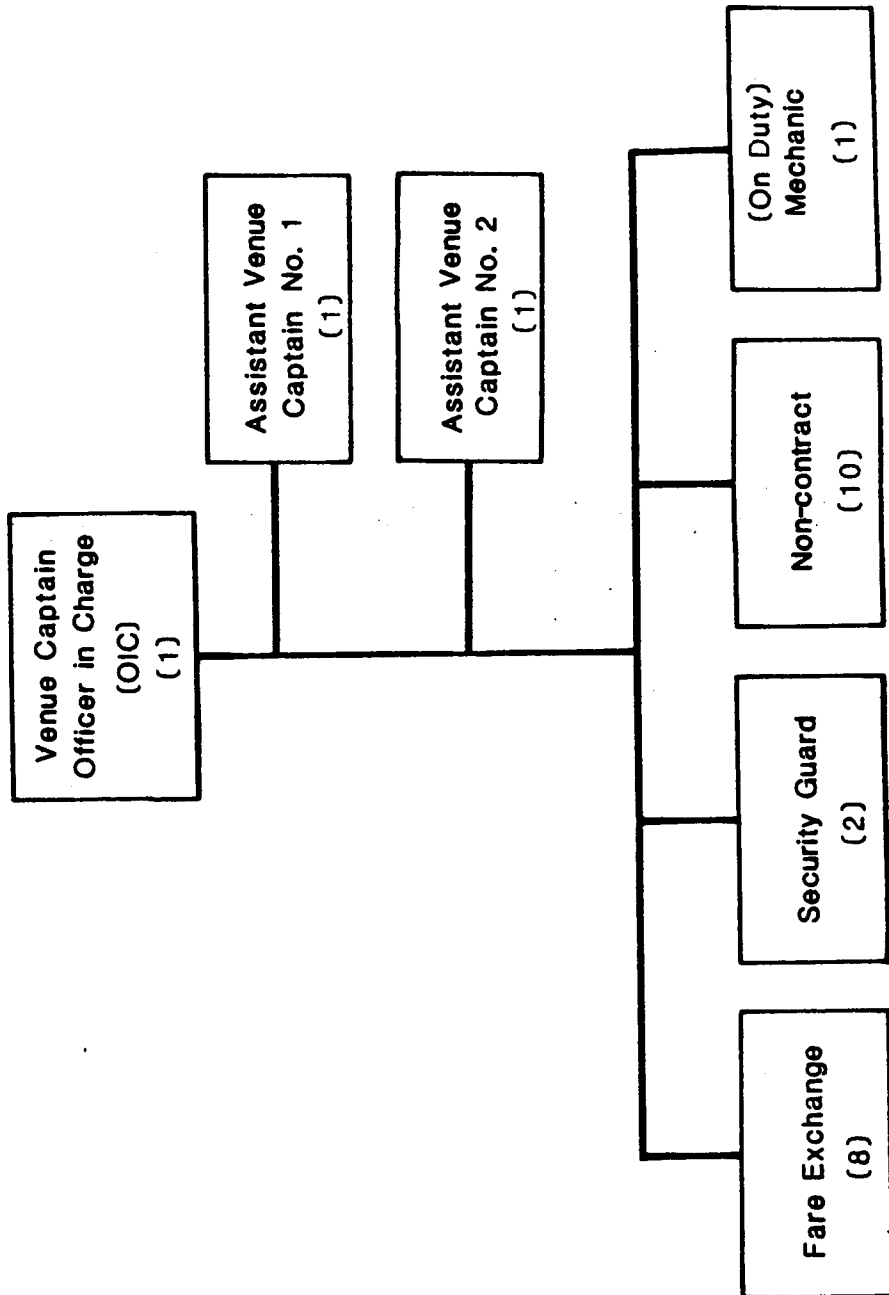 Venue Captain
Officer in Charge
(OIC)
(1)
Assistant Venue
Captain No. 1
(1)
Assistant Venue
Captain No. 2
(1)
Fare Exchange
(8)
Security Guard
(2)
Non-contract
(10)
(On Duty)
Mechanic
(1)